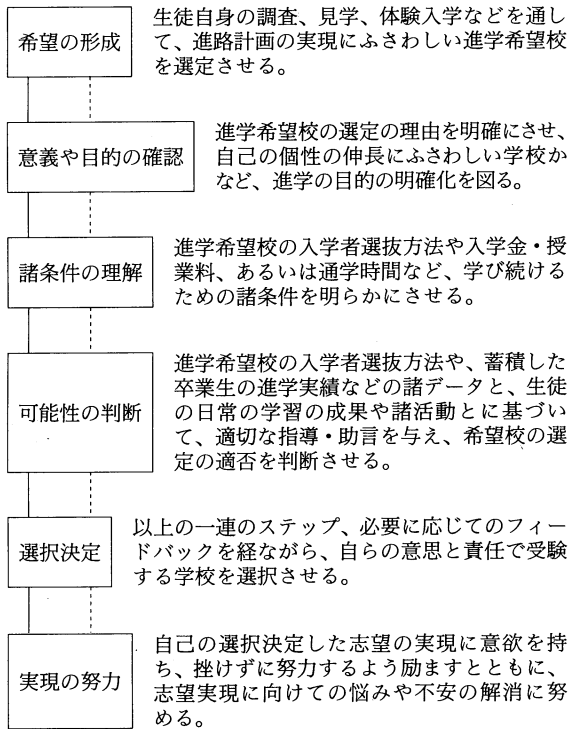 希望の形成
生徒自身の調査、見学、体験入学などを通し
て、進路計画の実現にふさわしい進学希望校
を選定させる。
意義や目的の確認
進学希望校の選定の理由を明確にさせ、
自己の個性の伸長にふさわしい学校か
など、進学の目的の明確化を図る。
諸条件の理解
進学希望校の入学者選抜方法や入学金・授
業料、あるいは通学時間など、学び続ける
ための諸条件を明らかにさせる。
可能性の判断
進学希望校の入学者選抜方法や、蓄積した
卒業生の進学実績などの諸データと、生徒
の日常の学習の成果や諸活動とに基づい
て、適切な指導・助言を与え、希望校の選
定の適否を判断させる。
選択決定
以上の一連のステップ、必要に応じてのフィー
ドバックを経ながら、自らの意思と責任で受験
する学校を選択させる。
実現の努力
自己の選択決定した志望の実現に意欲を持
ち、挫けずに努力するよう励ますとともに、
志望実現に向けての悩みや不安の解消に努
める。